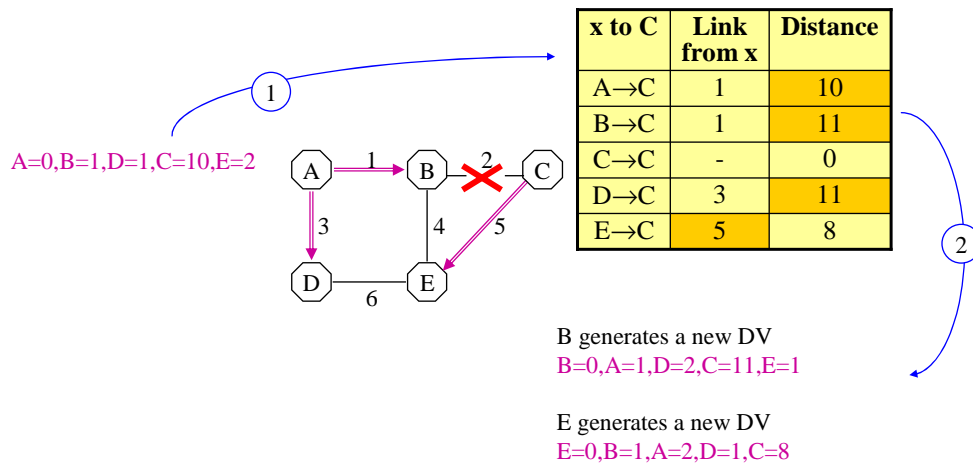 x to C Link from x Distance
A→C 1 10
B→C 1 11
C→C - 0
D→C 3 11
E→C 5 8
1
A=0,B=1,D=1,C=10,E=2
A 1 B 2 C
3 4 5
D 6 E
2
B generates a new DV
B=0,A=1,D=2,C=11,E=1
E generates a new DV
E=0,B=1,A=2,D=1,C=8